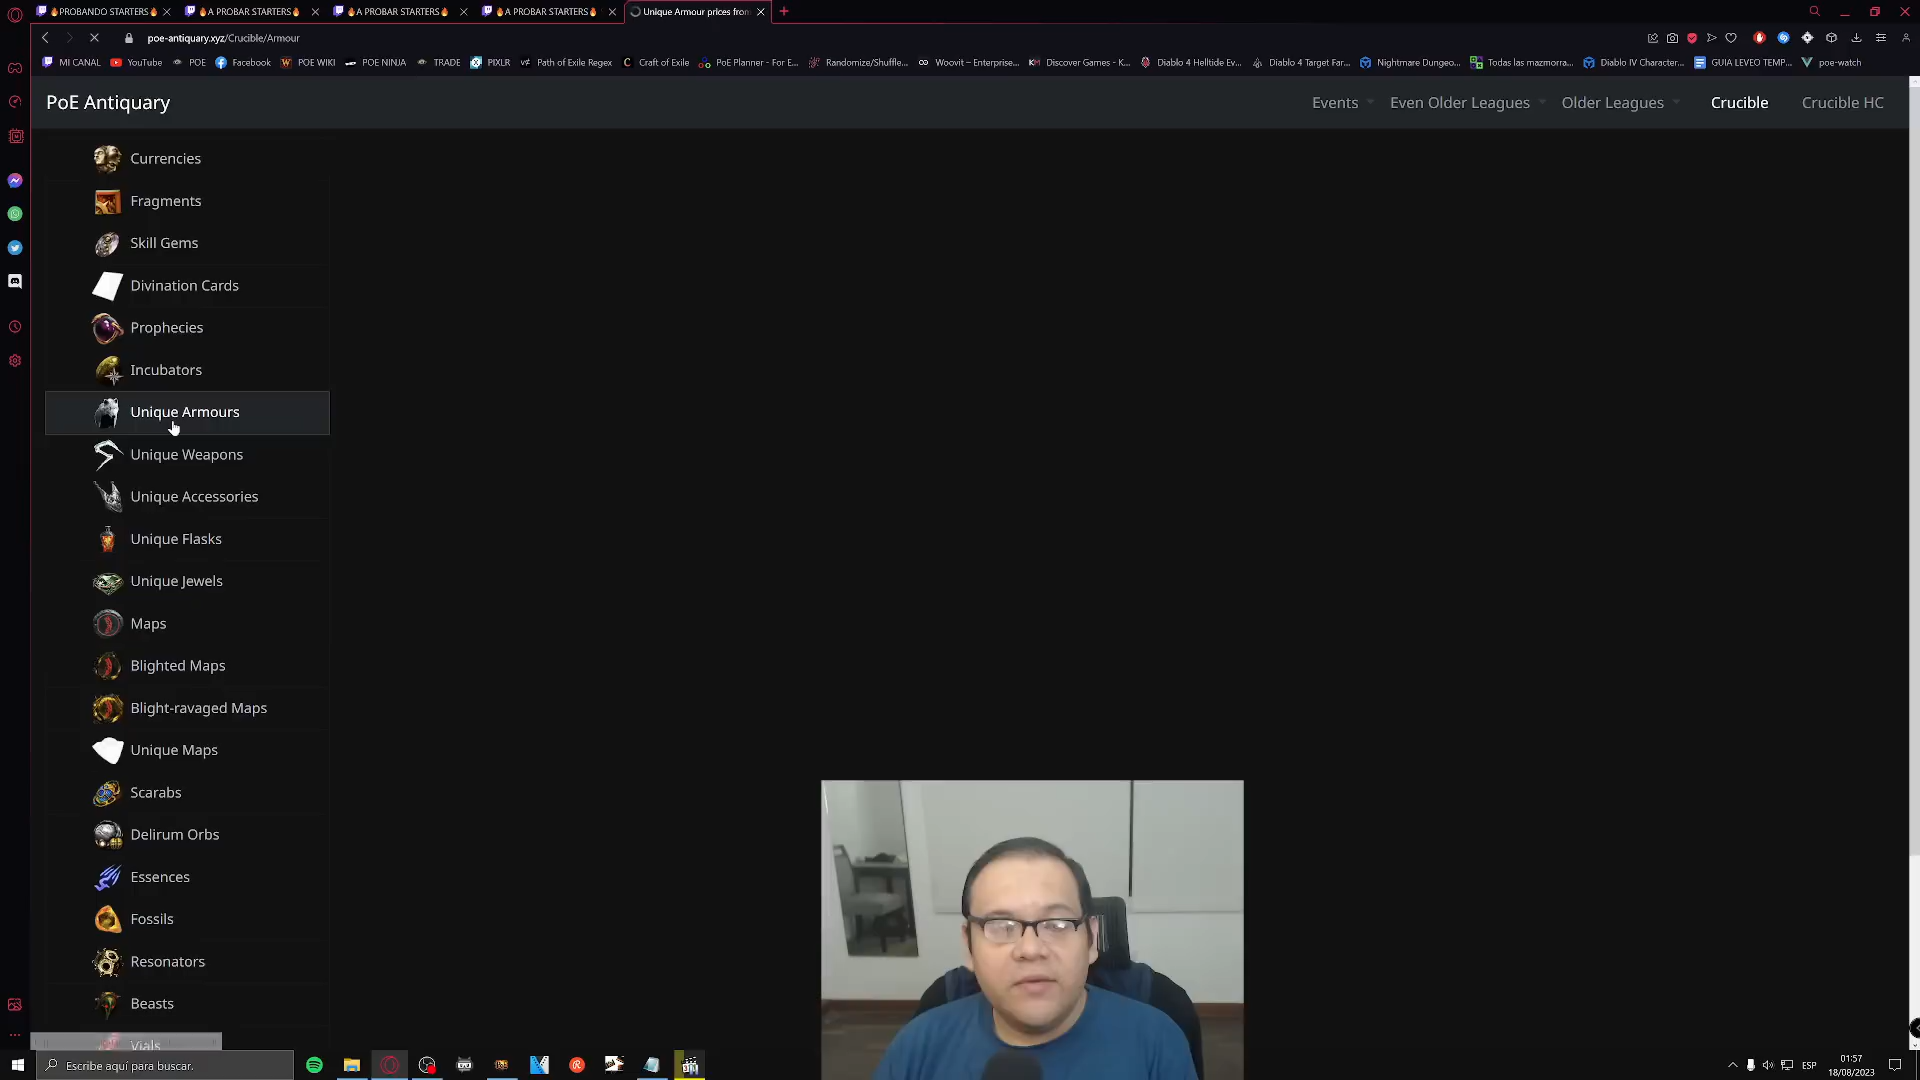 🔥PROBANDO STARTERS🔥
🔥A PROBAR STARTERS🔥
🔥A PROBAR STARTERS🔥
🔥A PROBAR STARTERS🔥
Unique Armour prices from
poe-antiquary.xyz/Crucible/Armour
MI CANAL
YouTube
POE
Facebook
POE WIKI
POE NINJA
TRADE
PIXLR
Path of Exile Regex
Craft of Exile
PoE Planner - For E...
Randomize/Shuffle...
Woovit – Enterprise...
Discover Games - K...
Diablo 4 Helltide Ev...
Diablo 4 Target Far...
Nightmare Dungeo...
Todas las mazmorra...
Diablo IV Character...
GUIA LEVEO TEMP...
poe-watch
PoE Antiquary
Events
Even Older Leagues
Older Leagues
Crucible
Crucible HC
Currencies
Fragments
Skill Gems
Divination Cards
Prophecies
Incubators
Unique Armours
Unique Weapons
Unique Accessories
Unique Flasks
Unique Jewels
Maps
Blighted Maps
Blight-ravaged Maps
Unique Maps
Scarabs
Delirum Orbs
Essences
Fossils
Resonators
Beasts
Vials
Escribe aquí para buscar.
ESP
01:57
18/08/2023